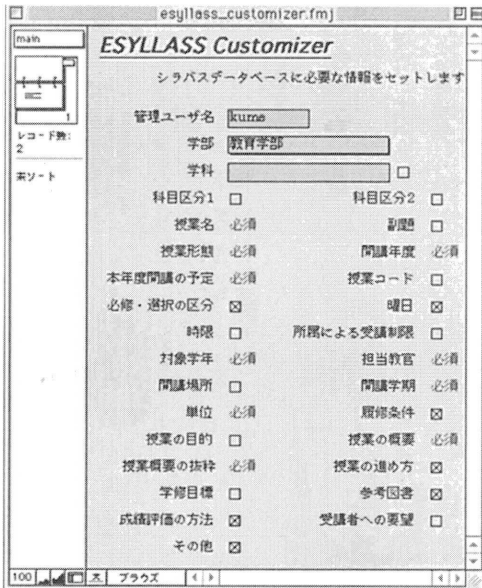 esyllass_customizer.fmj
main
ESYLLASS Customizer
シラバスデータベースに必要な情報をセットします
1
レコード数:
2
未ソート
管理ユーザ名 kume
学部 教育学部
学科
科目区分1 科目区分2
授業名 必須 副題
授業形態 必須 開講年度 必須
本年度開講の予定 必須 授業コード
必修・選択の区分 曜日
時限 所属による受講制限
対象学年 必須 担当教官 必須
開講場所 開講学期 必須
単位 必須 履修条件
授業の目的 授業の概要 必須
授業概要の抜粋 必須 授業の進め方
学修目標 参考図書
成績評価の方法 受講者への要望
その他
100 ブラウズ